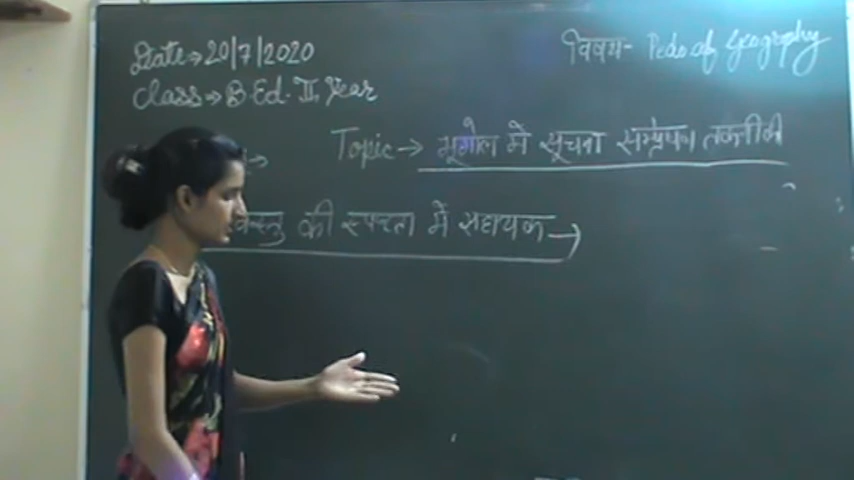 Date→20/7/2020
विषय- Peda of Geography
Class→B.Ed. II Year
Topic→ भूगोल में सूचना सम्प्रेषण तकनीकी
वस्तु की स्पष्टता में सहायक→